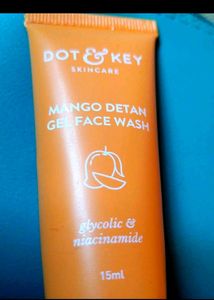 DOT & KEY
SKINCARE
MANGO DETAN
GEL FACE WASH
glycolic &
niacinamide
15ml